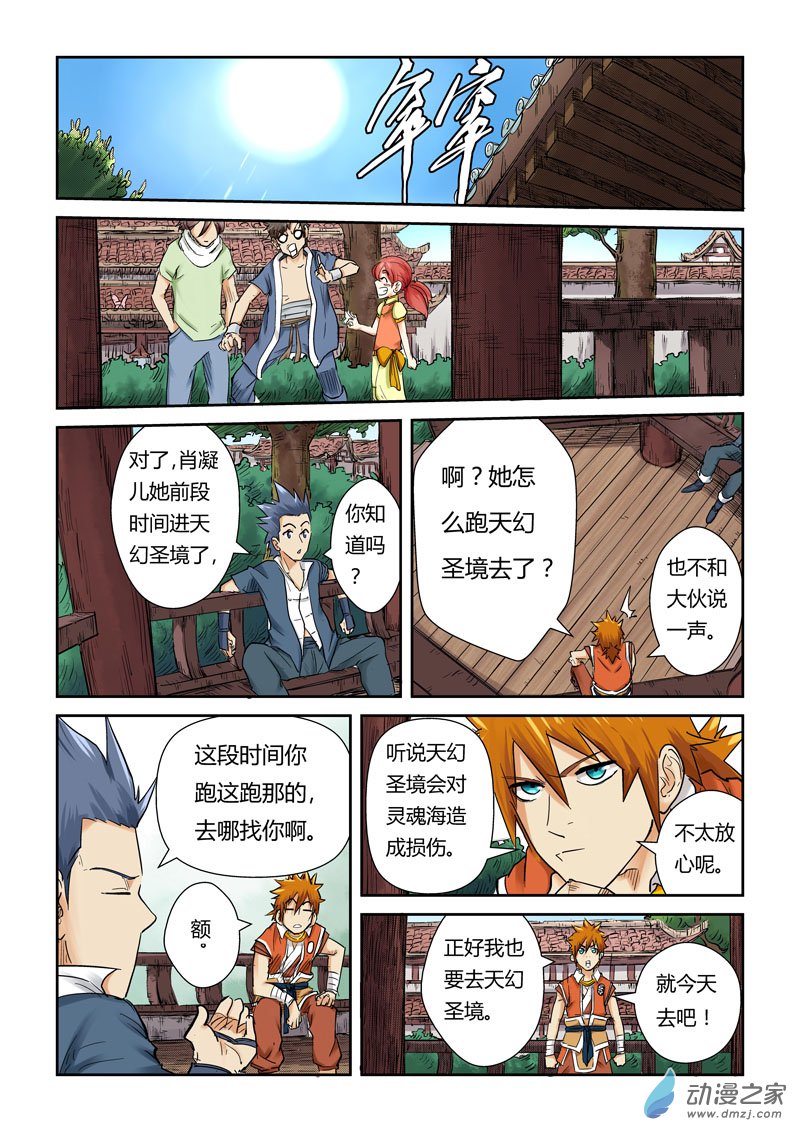 窜窜
对了，肖凝
儿她前段
时间进天
幻圣境了，
你知
道吗
？
啊？她怎
么跑天幻
圣境去了？
也不和
大伙说
一声。
这段时间你
跑这跑那的，
去哪找你啊。
额。
听说天幻
圣境会对
灵魂海造
成损伤。
不太放
心呢。
正好我也
要去天幻
圣境。
就今天
去吧！
动漫之家
www.dmzj.com